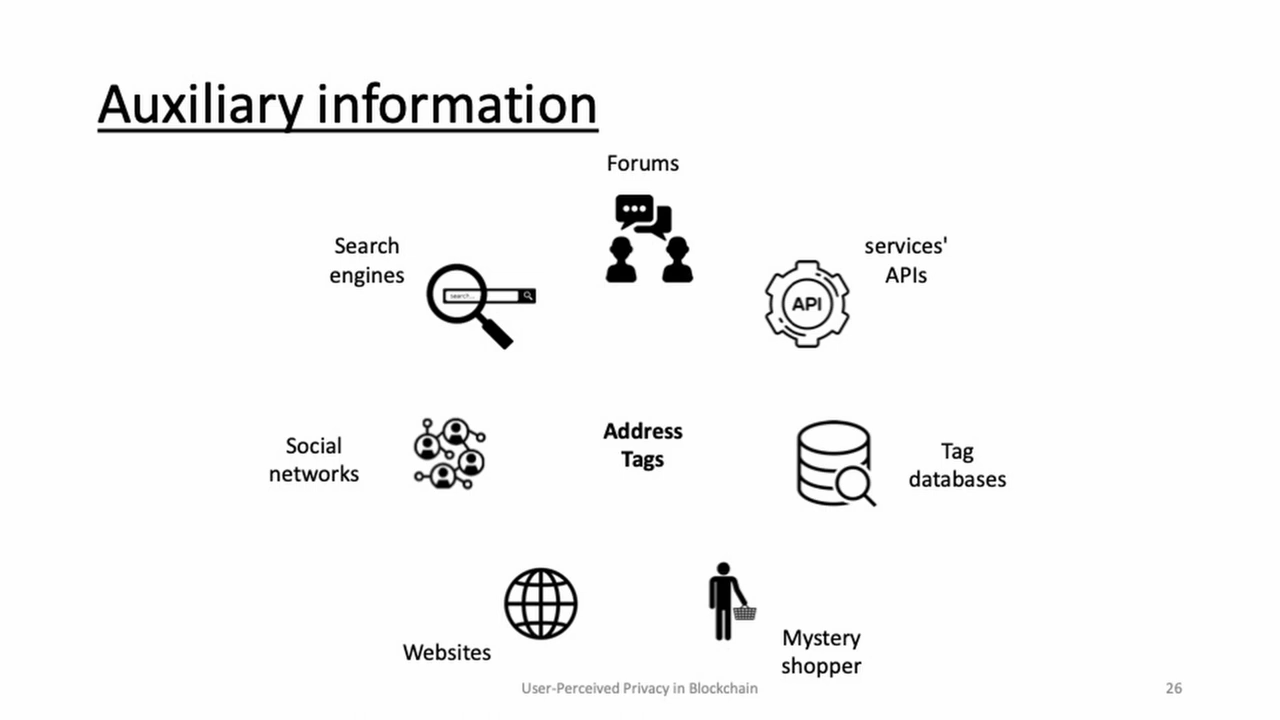 Auxiliary information
Forums
Search
engines
search...
services'
APIs
API
Social
networks
Address
Tags
Tag
databases
Websites
Mystery
shopper
User-Perceived Privacy in Blockchain
26